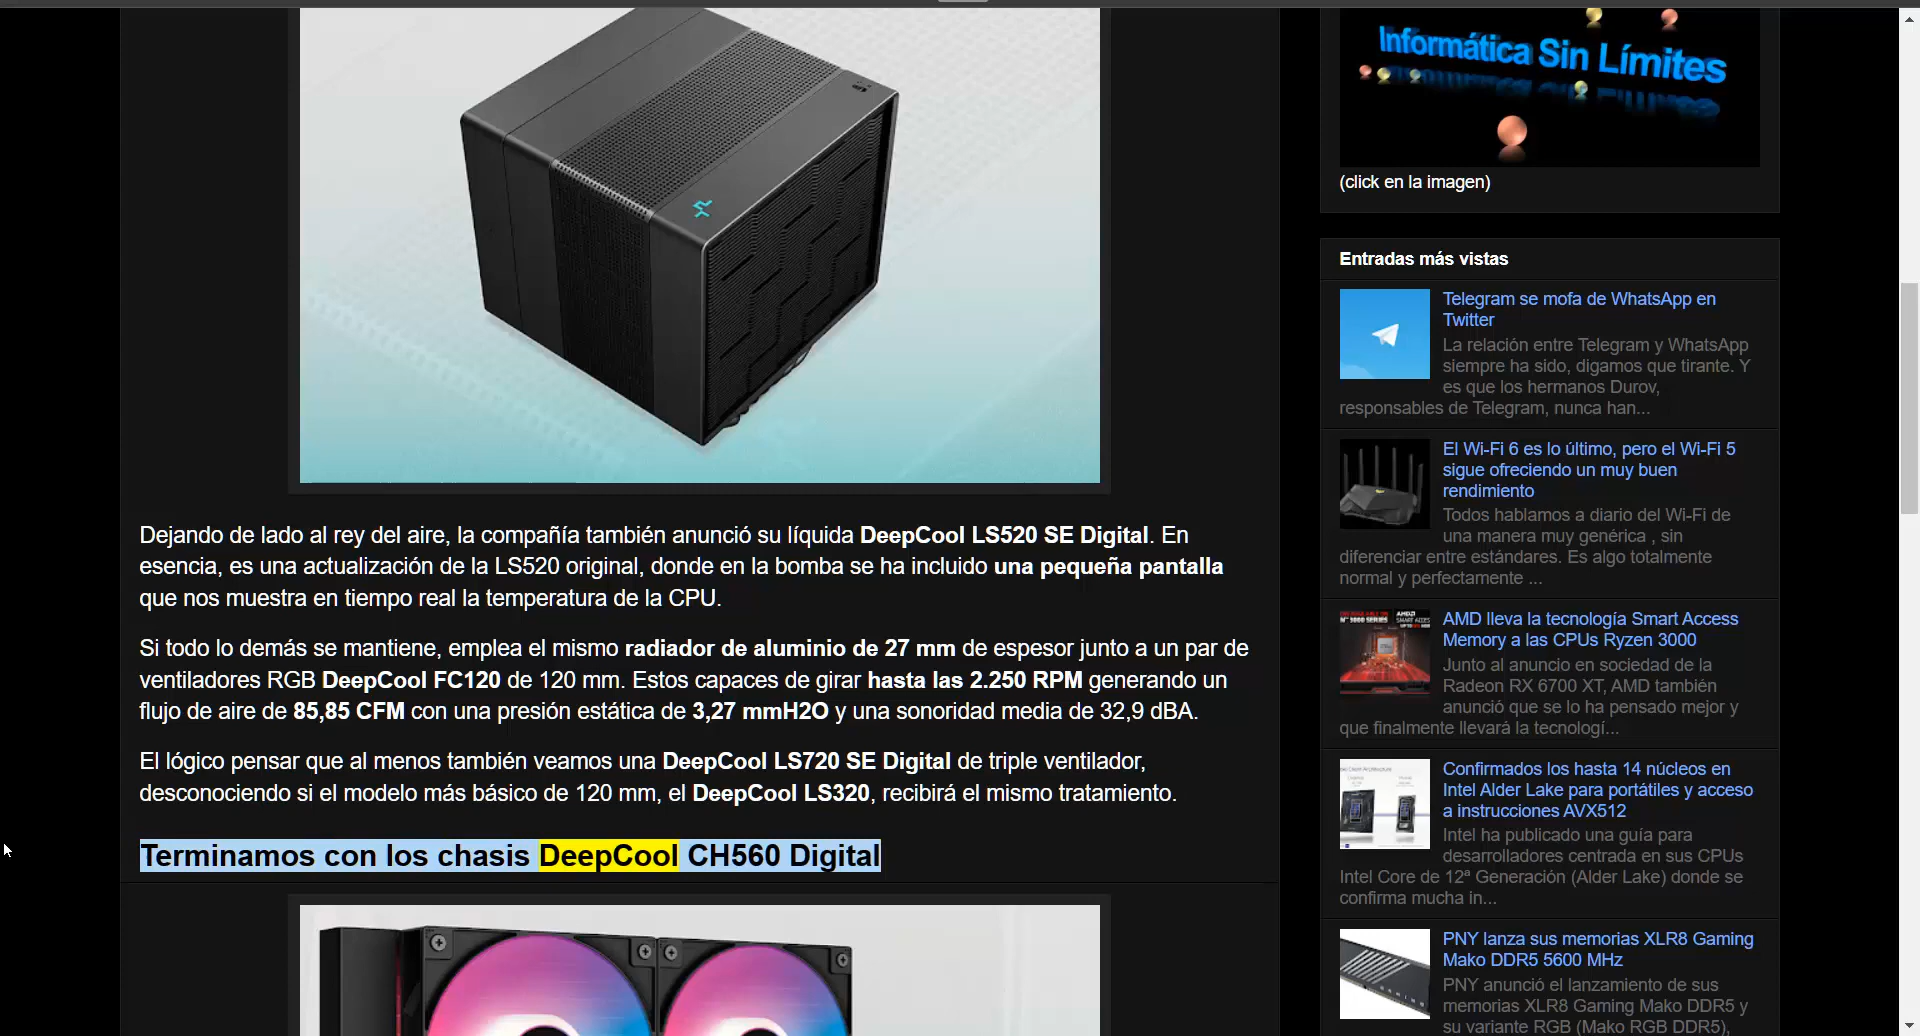 Informática Sin Límites
(click en la imagen)
Entradas más vistas
Telegram se mofa de WhatsApp en
Twitter
La relación entre Telegram y WhatsApp
siempre ha sido, digamos que tirante. Y
es que los hermanos Durov,
responsables de Telegram, nunca han...
El Wi-Fi 6 es lo último, pero el Wi-Fi 5
sigue ofreciendo un muy buen
rendimiento
Todos hablamos a diario del Wi-Fi de
una manera muy genérica , sin
diferenciar entre estándares. Es algo totalmente
normal y perfectamente ...
AMD lleva la tecnología Smart Access
Memory a las CPUs Ryzen 3000
Junto al anuncio en sociedad de la
Radeon RX 6700 XT, AMD también
anunció que se lo ha pensado mejor y
que finalmente llevará la tecnologí...
Confirmados los hasta 14 núcleos en
Intel Alder Lake para portátiles y acceso
a instrucciones AVX512
Intel ha publicado una guía para
desarrolladores centrada en sus CPUs
Intel Core de 12ª Generación (Alder Lake) donde se
confirma mucha in...
PNY lanza sus memorias XLR8 Gaming
Mako DDR5 5600 MHz
PNY anunció el lanzamiento de sus
memorias XLR8 Gaming Mako DDR5 y
su variante RGB (Mako RGB DDR5),
Dejando de lado al rey del aire, la compañía también anunció su líquida DeepCool LS520 SE Digital. En
esencia, es una actualización de la LS520 original, donde en la bomba se ha incluido una pequeña pantalla
que nos muestra en tiempo real la temperatura de la CPU.
Si todo lo demás se mantiene, emplea el mismo radiador de aluminio de 27 mm de espesor junto a un par de
ventiladores RGB DeepCool FC120 de 120 mm. Estos capaces de girar hasta las 2.250 RPM generando un
flujo de aire de 85,85 CFM con una presión estática de 3,27 mmH2O y una sonoridad media de 32,9 dBA.
El lógico pensar que al menos también veamos una DeepCool LS720 SE Digital de triple ventilador,
desconociendo si el modelo más básico de 120 mm, el DeepCool LS320, recibirá el mismo tratamiento.
Terminamos con los chasis DeepCool CH560 Digital